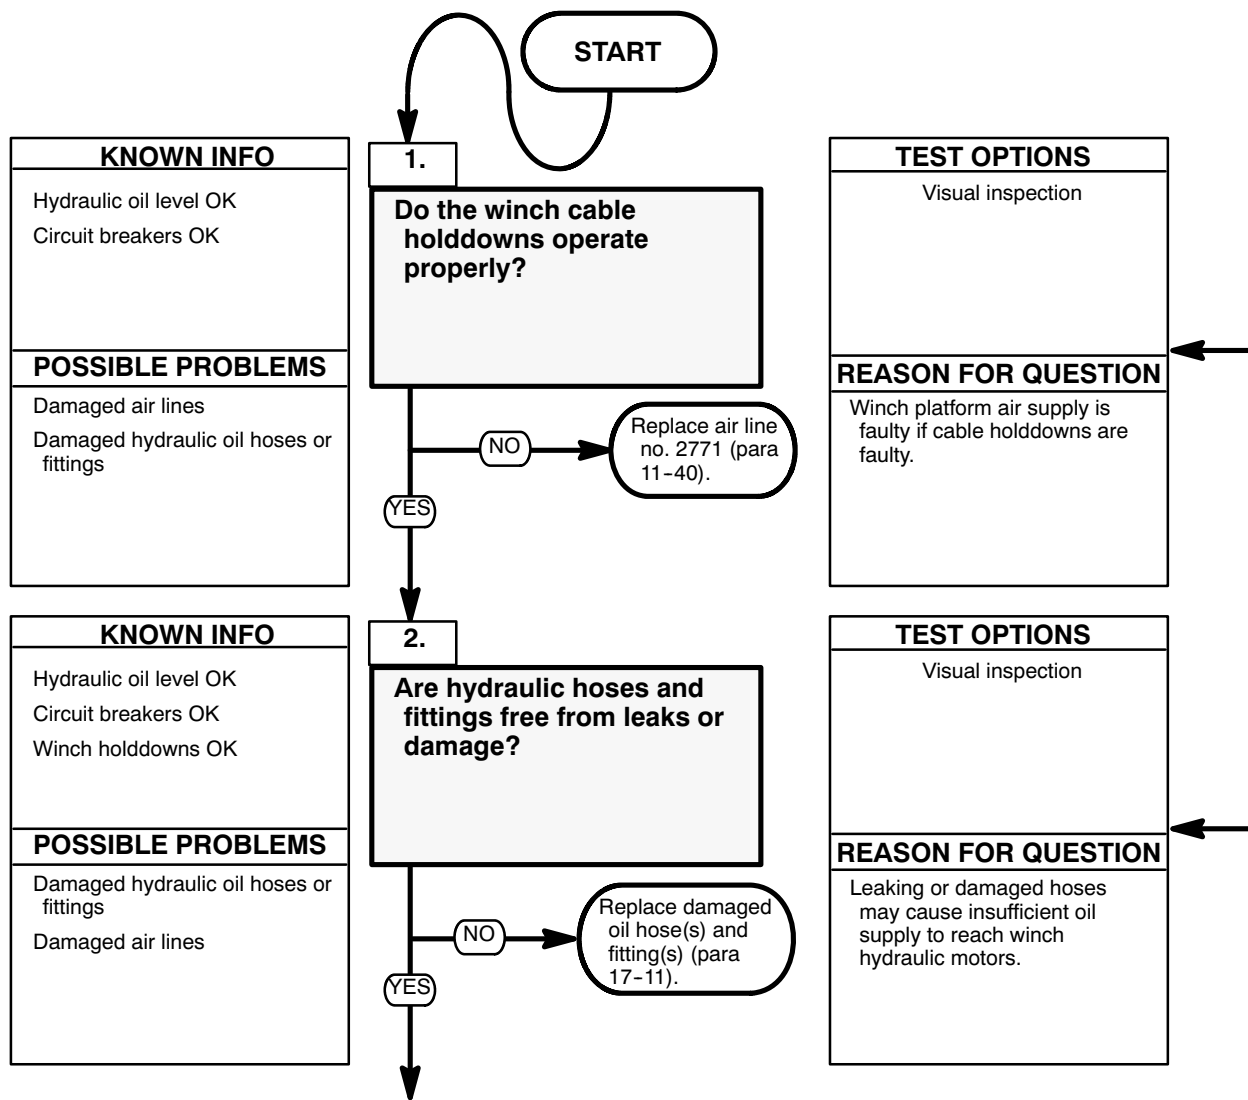 START
KNOWN INFO
Hydraulic oil level OK
Circuit breakers OK
POSSIBLE PROBLEMS
Damaged air lines
Damaged hydraulic oil hoses or
fittings
1.
Do the winch cable
holddowns operate
properly?
NO
Replace air line
no. 2771 (para
11-40).
YES
TEST OPTIONS
Visual inspection
REASON FOR QUESTION
Winch platform air supply is
faulty if cable holddowns are
faulty.
KNOWN INFO
Hydraulic oil level OK
Circuit breakers OK
Winch holddowns OK
POSSIBLE PROBLEMS
Damaged hydraulic oil hoses or
fittings
Damaged air lines
2.
Are hydraulic hoses and
fittings free from leaks or
damage?
NO
Replace damaged
oil hose(s) and
fitting(s) (para
17-11).
YES
TEST OPTIONS
Visual inspection
REASON FOR QUESTION
Leaking or damaged hoses
may cause insufficient oil
supply to reach winch
hydraulic motors.